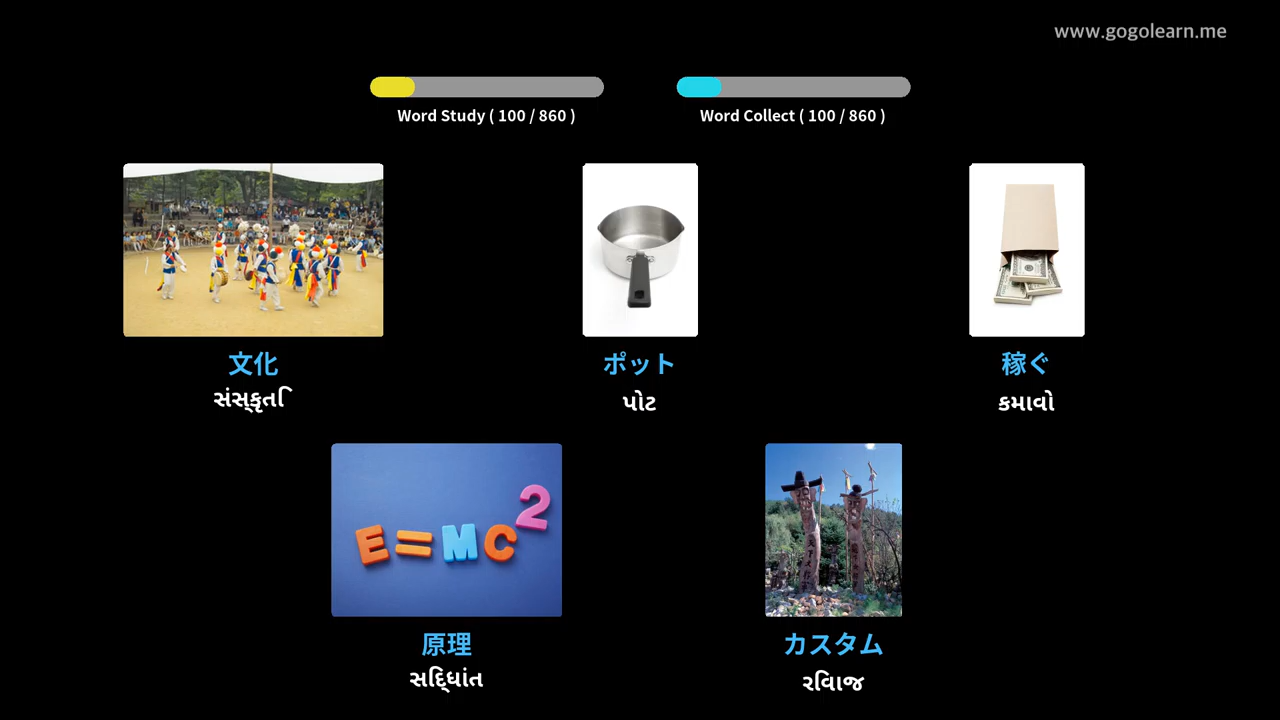 www.gogolearn.me
Word Study ( 100 / 860 )
Word Collect ( 100 / 860 )
文化
સંસ્કૃતિ
ポット
પોટ
稼ぐ
કમાવો
E=MC2
原理
સિદ્ધાંત
カスタム
રિવાજ